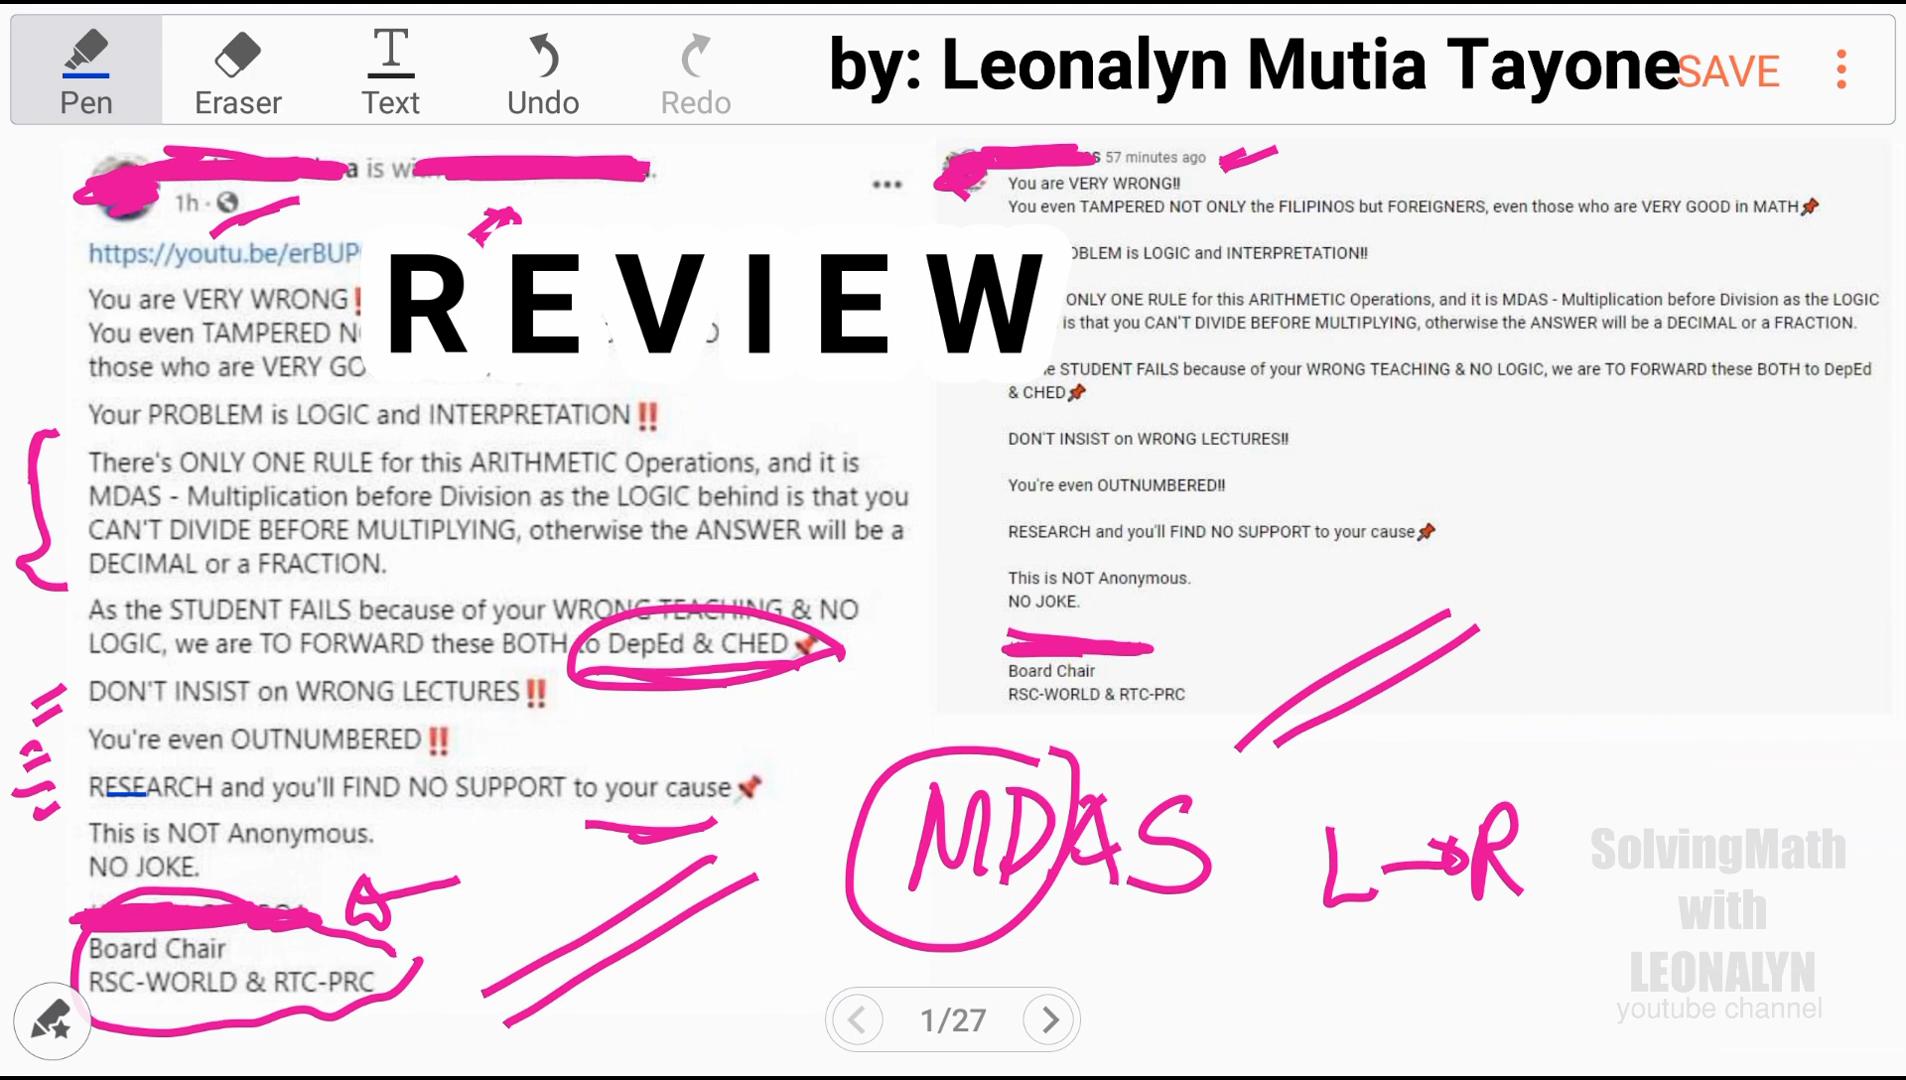 Pen
Eraser
Text
Undo
Redo
by: Leonalyn Mutia Tayone
SAVE
a is wi
1h
https://youtu.be/erBUP
You are VERY WRONG‼
You even TAMPERED N
those who are VERY GO
REVIEW
Your PROBLEM is LOGIC and INTERPRETATION‼
There's ONLY ONE RULE for this ARITHMETIC Operations, and it is
MDAS - Multiplication before Division as the LOGIC behind is that you
CAN'T DIVIDE BEFORE MULTIPLYING, otherwise the ANSWER will be a
DECIMAL or a FRACTION.
As the STUDENT FAILS because of your WRONG TEACHING & NO
LOGIC, we are TO FORWARD these BOTH to DepEd & CHED📌
DON'T INSIST on WRONG LECTURES‼
You're even OUTNUMBERED‼
RESEARCH and you'll FIND NO SUPPORT to your cause📌
This is NOT Anonymous.
NO JOKE.
Board Chair
RSC-WORLD & RTC-PRC
57 minutes ago
You are VERY WRONG‼
You even TAMPERED NOT ONLY the FILIPINOS but FOREIGNERS, even those who are VERY GOOD in MATH📌
OBLEM is LOGIC and INTERPRETATION‼
ONLY ONE RULE for this ARITHMETIC Operations, and it is MDAS - Multiplication before Division as the LOGIC
is that you CAN'T DIVIDE BEFORE MULTIPLYING, otherwise the ANSWER will be a DECIMAL or a FRACTION.
e STUDENT FAILS because of your WRONG TEACHING & NO LOGIC, we are TO FORWARD these BOTH to DepEd
& CHED📌
DON'T INSIST on WRONG LECTURES‼
You're even OUTNUMBERED‼
RESEARCH and you'll FIND NO SUPPORT to your cause📌
This is NOT Anonymous.
NO JOKE.
Board Chair
RSC-WORLD & RTC-PRC
MDAS L→R
SolvingMath
with
LEONALYN
youtube channel
1/27